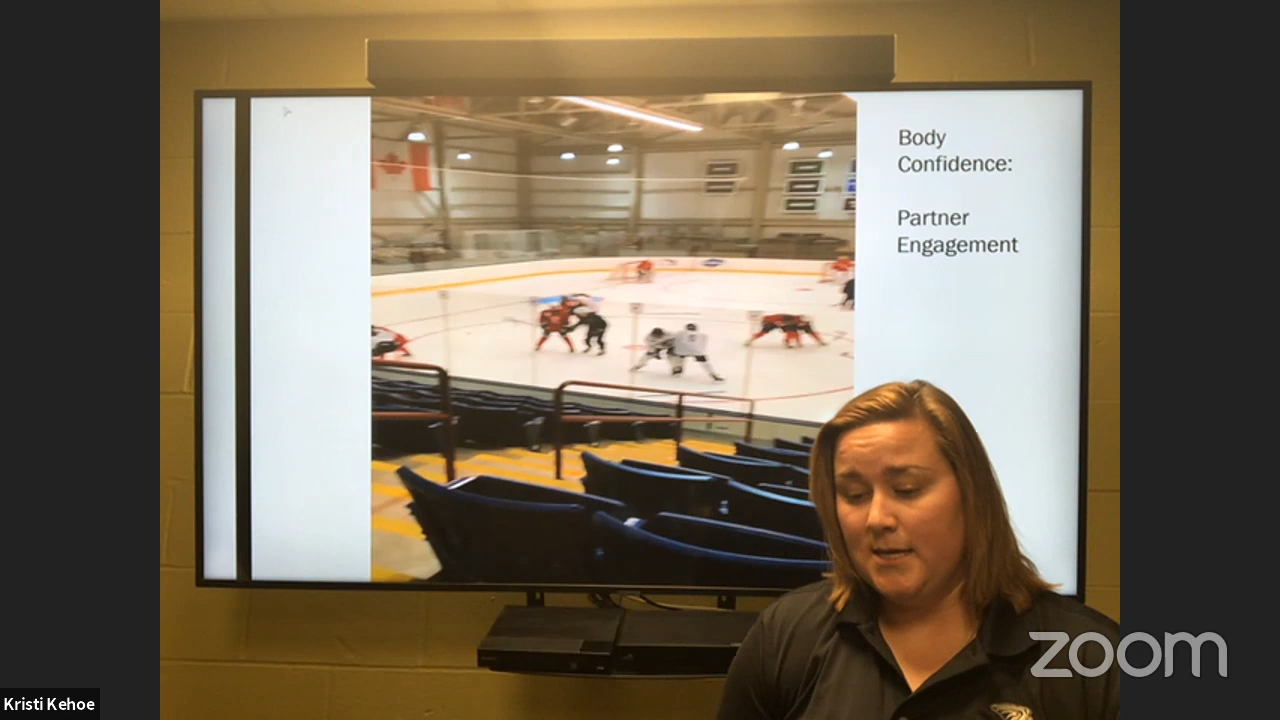 Body
Confidence:
Partner
Engagement
zoom
Kristi Kehoe